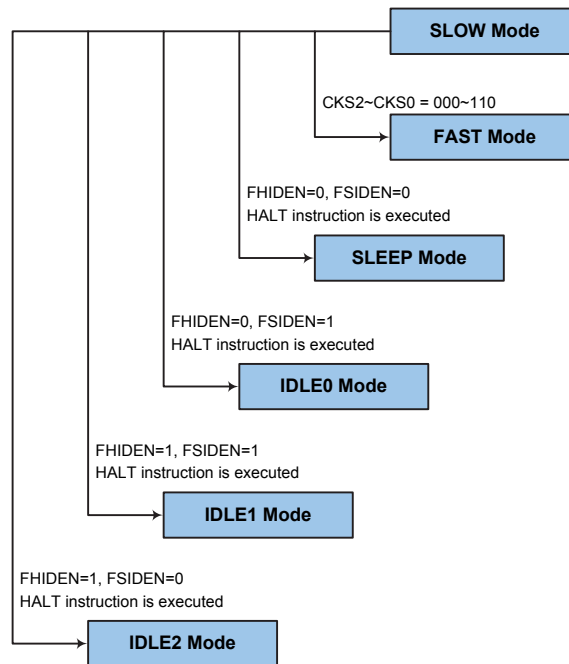 SLOW Mode
CKS2~CKS0 = 000~110
FAST Mode
FHIDEN=0, FSIDEN=0
HALT instruction is executed
SLEEP Mode
FHIDEN=0, FSIDEN=1
HALT instruction is executed
IDLE0 Mode
FHIDEN=1, FSIDEN=1
HALT instruction is executed
IDLE1 Mode
FHIDEN=1, FSIDEN=0
HALT instruction is executed
IDLE2 Mode